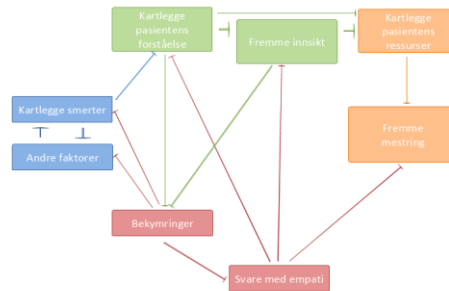 Kartlegge
pasientens
forståelse
Fremme innsikt
Kartlegge
pasientens
ressurser
Kartlegge smerter
Andre faktorer
Fremme
mestring
Bekymringer
Svare med empati